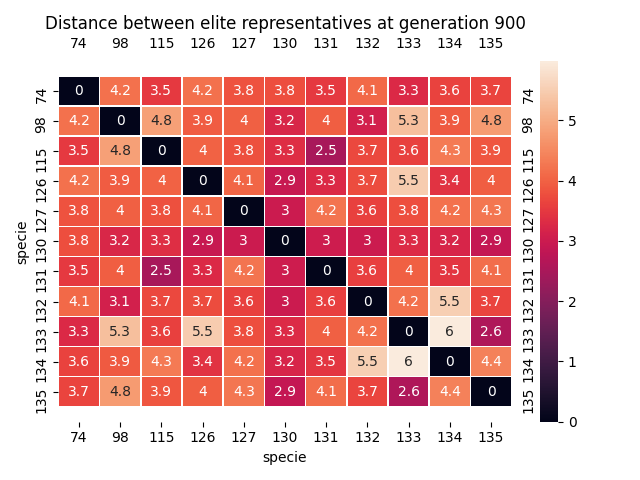 Distance between elite representatives at generation 900
74 98 115 126 127 130 131 132 133 134 135
74 0 4.2 3.5 4.2 3.8 3.8 3.5 4.1 3.3 3.6 3.7 74
98 4.2 0 4.8 3.9 4 3.2 4 3.1 5.3 3.9 4.8 98
115 3.5 4.8 0 4 3.8 3.3 2.5 3.7 3.6 4.3 3.9 115
126 4.2 3.9 4 0 4.1 2.9 3.3 3.7 5.5 3.4 4 126
127 3.8 4 3.8 4.1 0 3 4.2 3.6 3.8 4.2 4.3 127
130 3.8 3.2 3.3 2.9 3 0 3 3 3.3 3.2 2.9 130
131 3.5 4 2.5 3.3 4.2 3 0 3.6 4 3.5 4.1 131
132 4.1 3.1 3.7 3.7 3.6 3 3.6 0 4.2 5.5 3.7 132
133 3.3 5.3 3.6 5.5 3.8 3.3 4 4.2 0 6 2.6 133
134 3.6 3.9 4.3 3.4 4.2 3.2 3.5 5.5 6 0 4.4 134
135 3.7 4.8 3.9 4 4.3 2.9 4.1 3.7 2.6 4.4 0 135
74 98 115 126 127 130 131 132 133 134 135
specie
specie
5
4
3
2
1
0